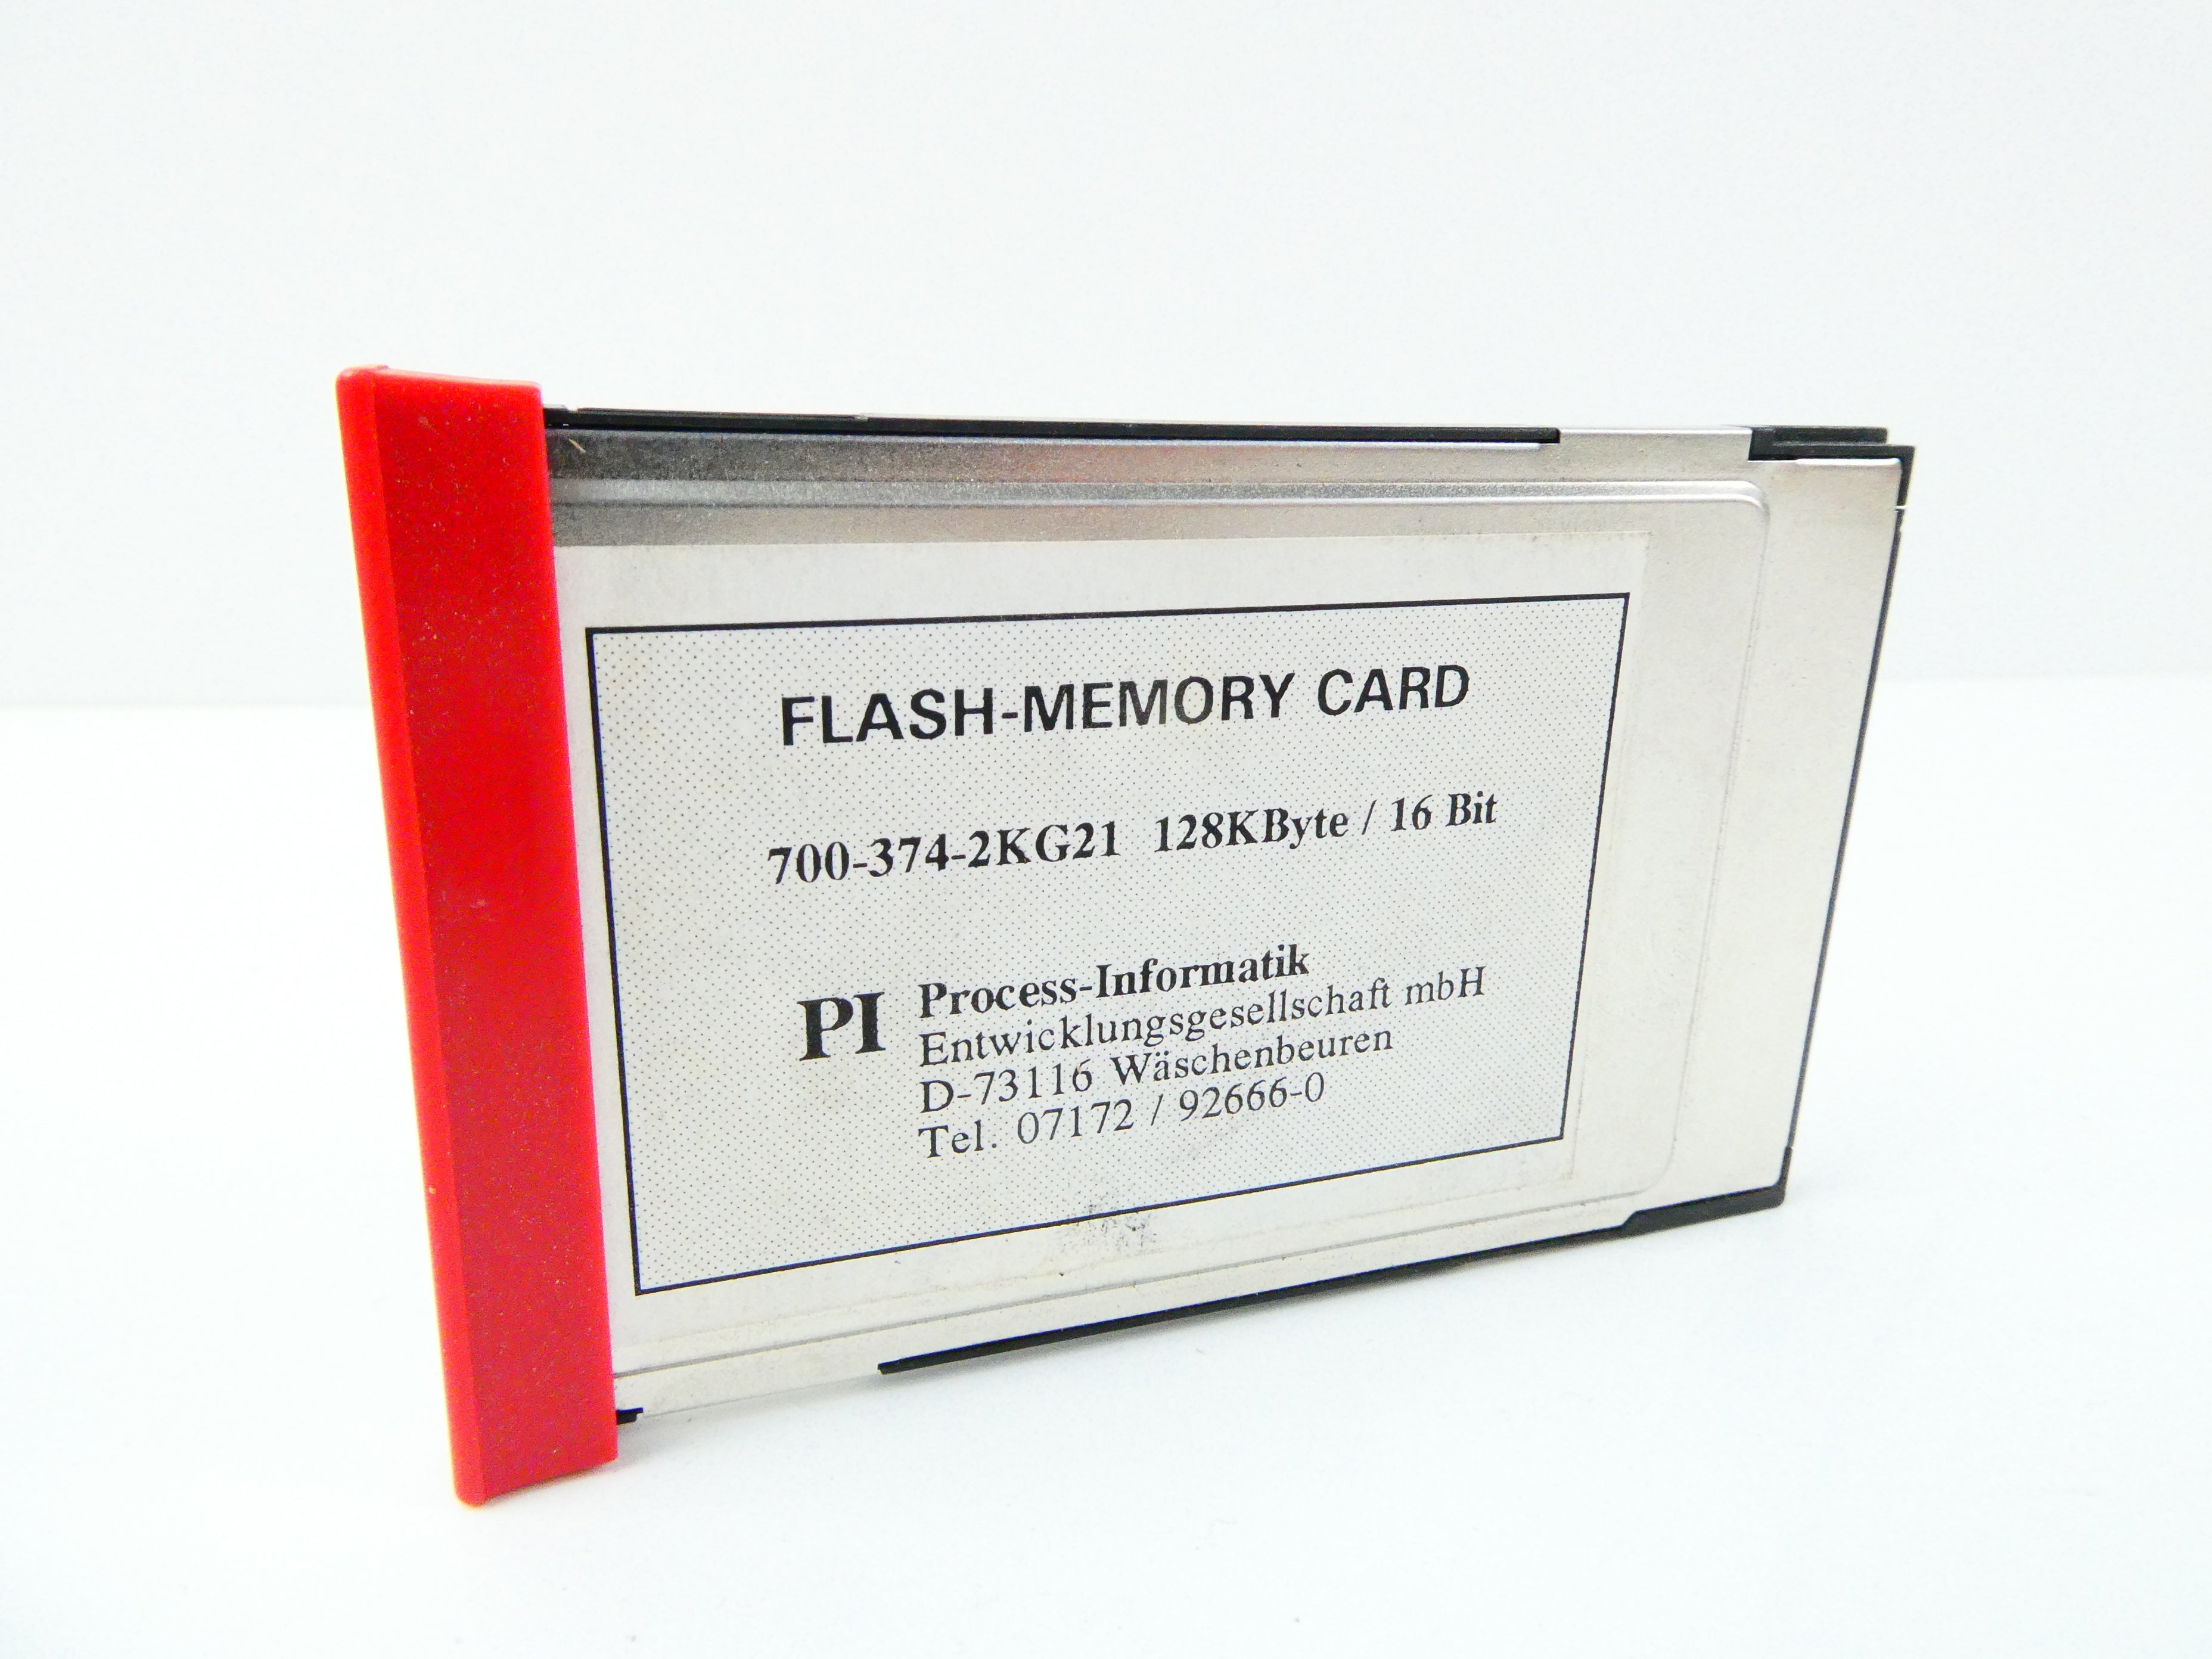 FLASH-MEMORY CARD
700-374-2KG21 128KByte / 16 Bit
PI
Process-Informatik
Entwicklungsgesellschaft mbH
D-73116 Wäschenbeuren
Tel. 07172 / 92666-0